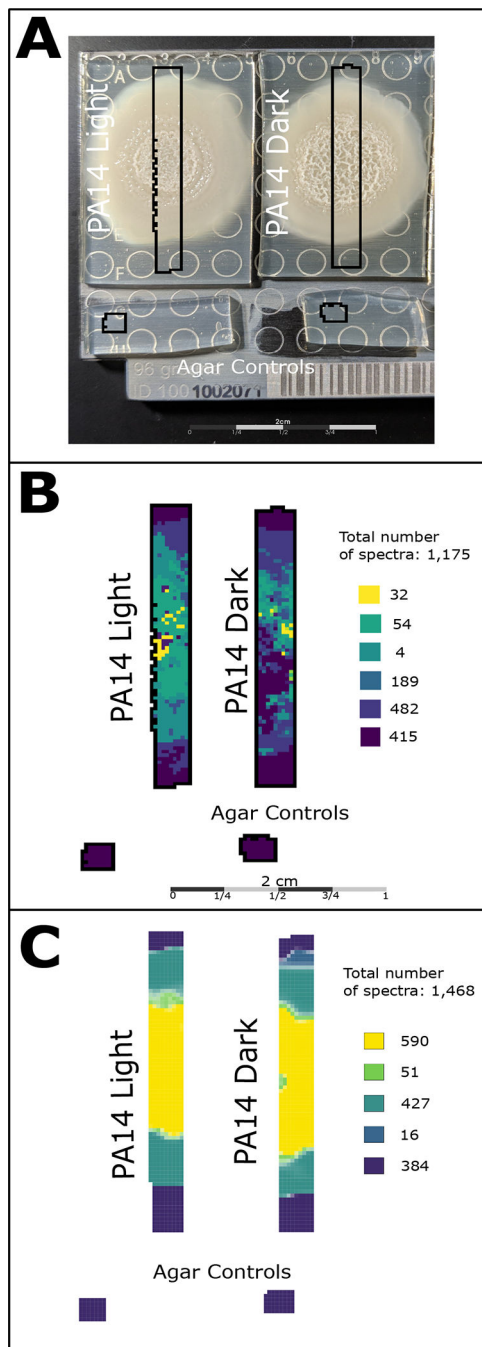 A
A
8
9
PA14 Light
PA14 Dark
E
F
Agar Controls
96 gr
ID 100
1002071
2cm
0 1/4 1/2 3/4 1
B
Total number
of spectra: 1,175
PA14 Light
PA14 Dark
32
54
4
189
482
415
Agar Controls
2 cm
0 1/4 1/2 3/4 1
C
Total number
of spectra: 1,468
PA14 Light
PA14 Dark
590
51
427
16
384
Agar Controls